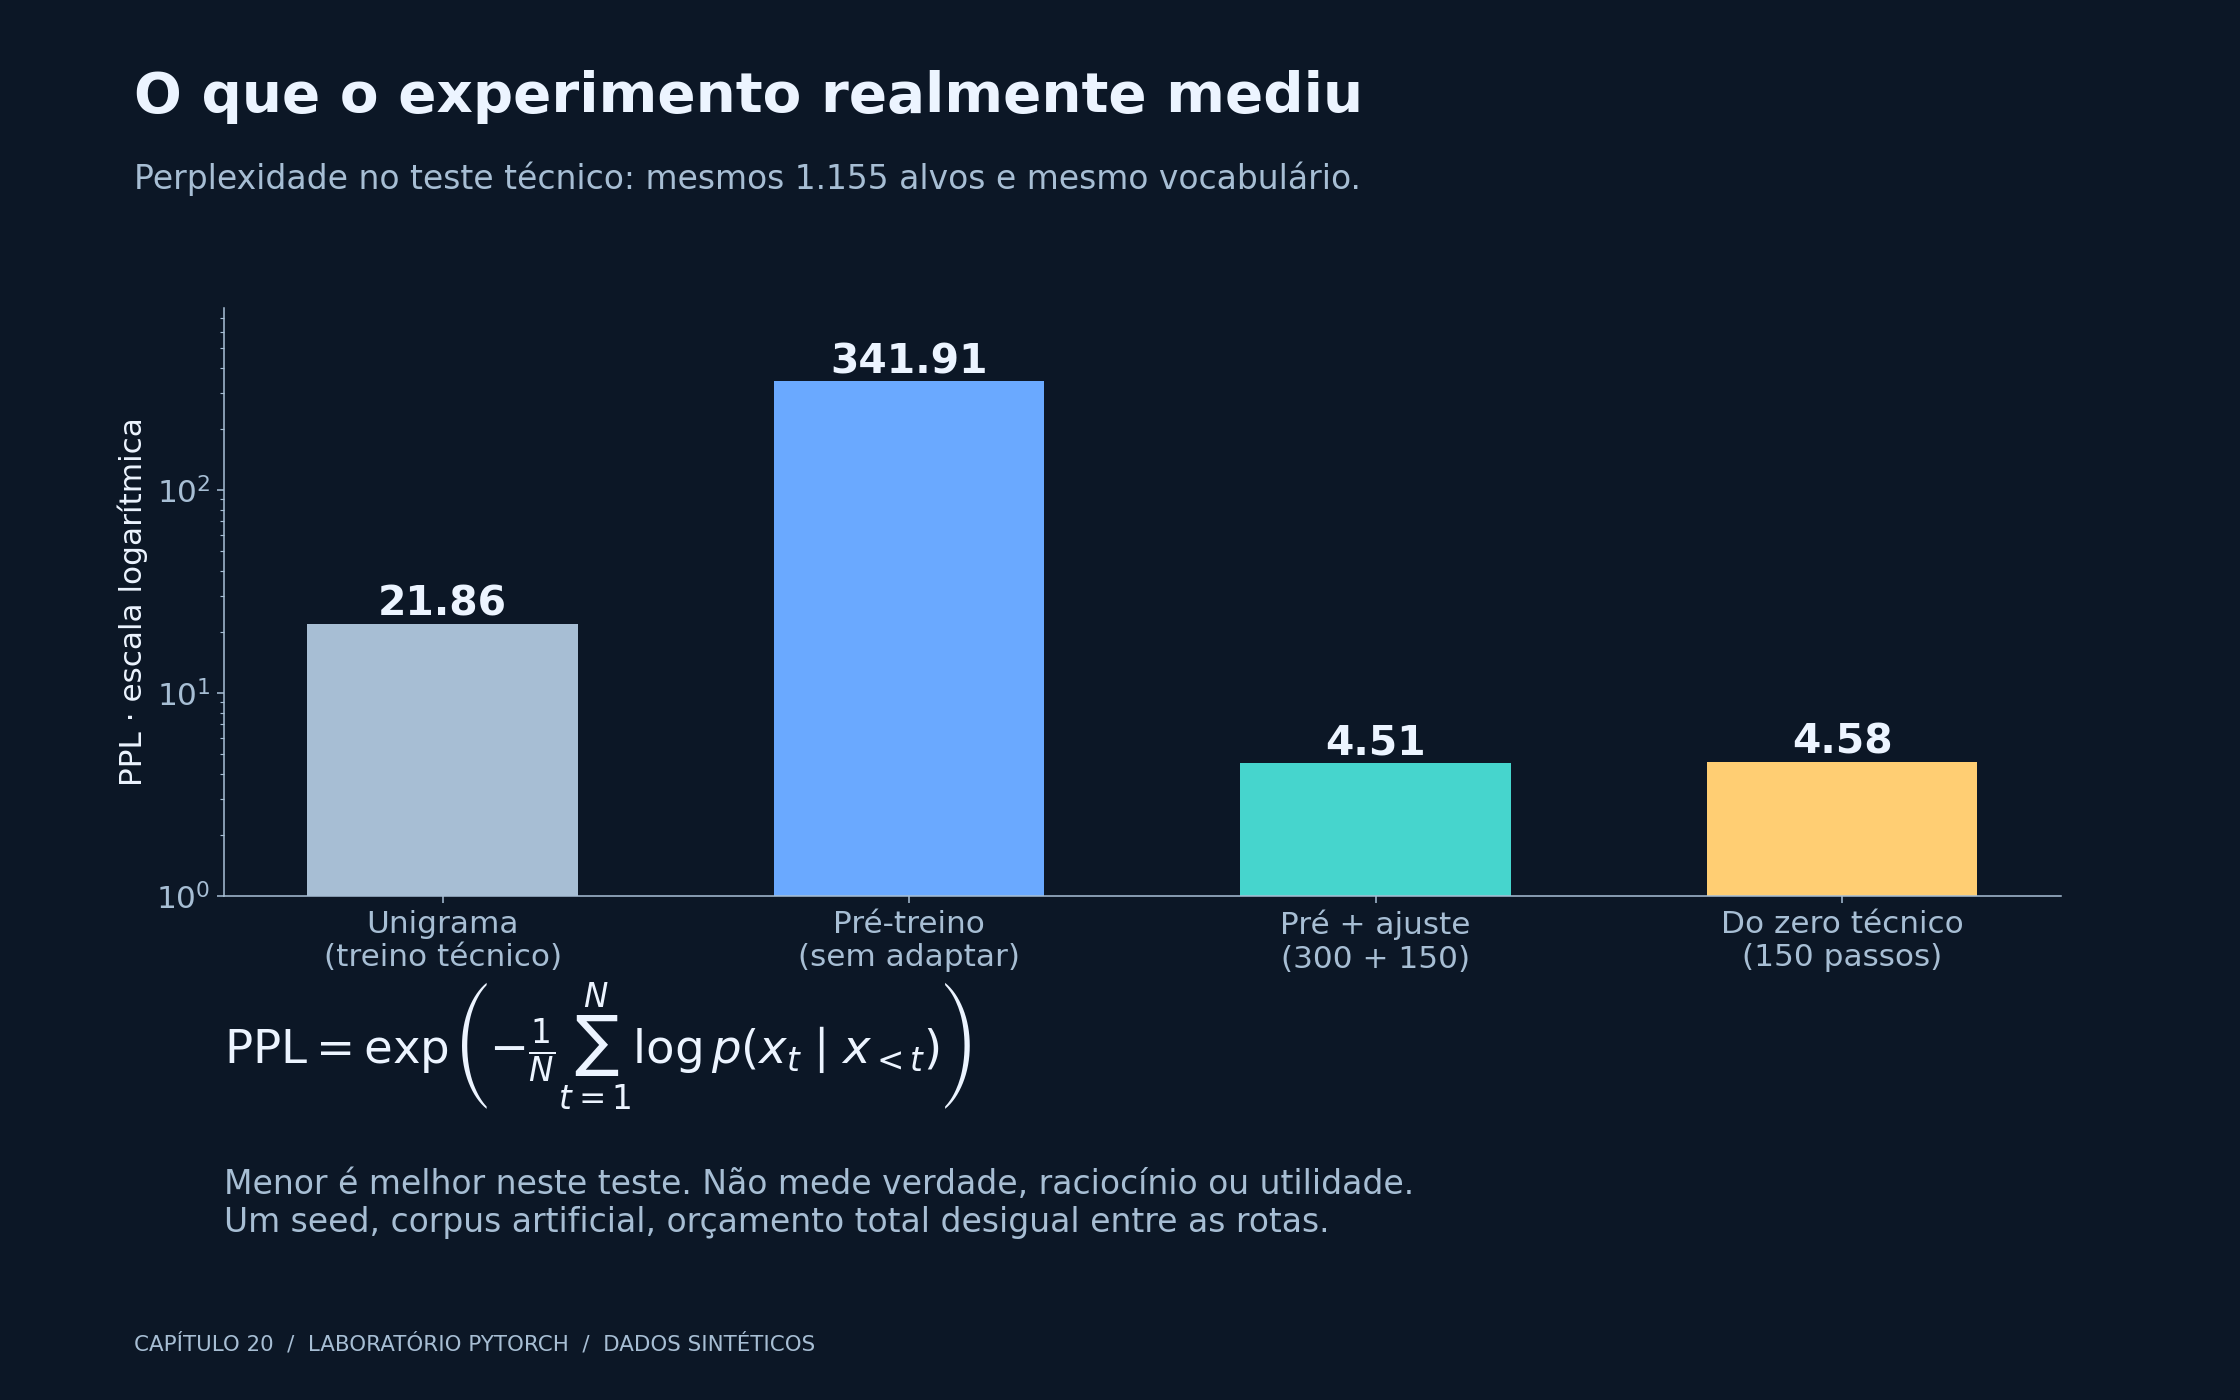 O que o experimento realmente mediu
Perplexidade no teste técnico: mesmos 1.155 alvos e mesmo vocabulário.
PPL · escala logarítmica
10²
10¹
10⁰
21.86
341.91
4.51
4.58
Unigrama
(treino técnico)
Pré-treino
(sem adaptar)
Pré + ajuste
(300 + 150)
Do zero técnico
(150 passos)
PPL = exp(−1/N ∑_{t=1}^{N} log p(x_t | x_{<t}))
Menor é melhor neste teste. Não mede verdade, raciocínio ou utilidade.
Um seed, corpus artificial, orçamento total desigual entre as rotas.
CAPÍTULO 20 / LABORATÓRIO PYTORCH / DADOS SINTÉTICOS